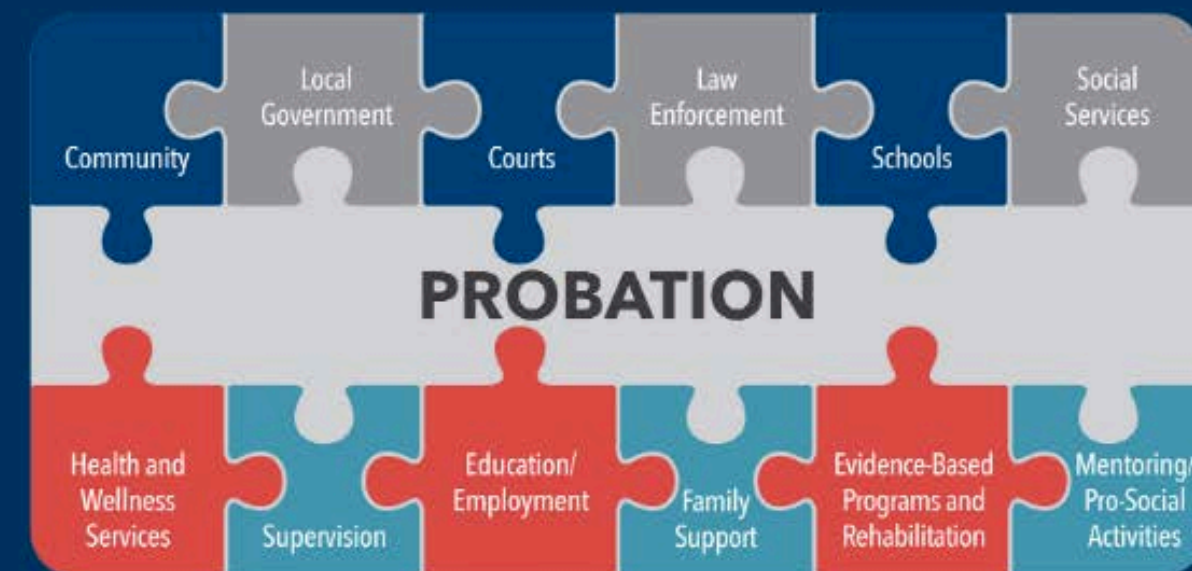 Local
Government
Law
Enforcement
Social
Services
Community
Courts
Schools
PROBATION
Health and
Wellness
Services
Supervision
Education/
Employment
Family
Support
Evidence-Based
Programs and
Rehabilitation
Mentoring/
Pro-Social
Activities